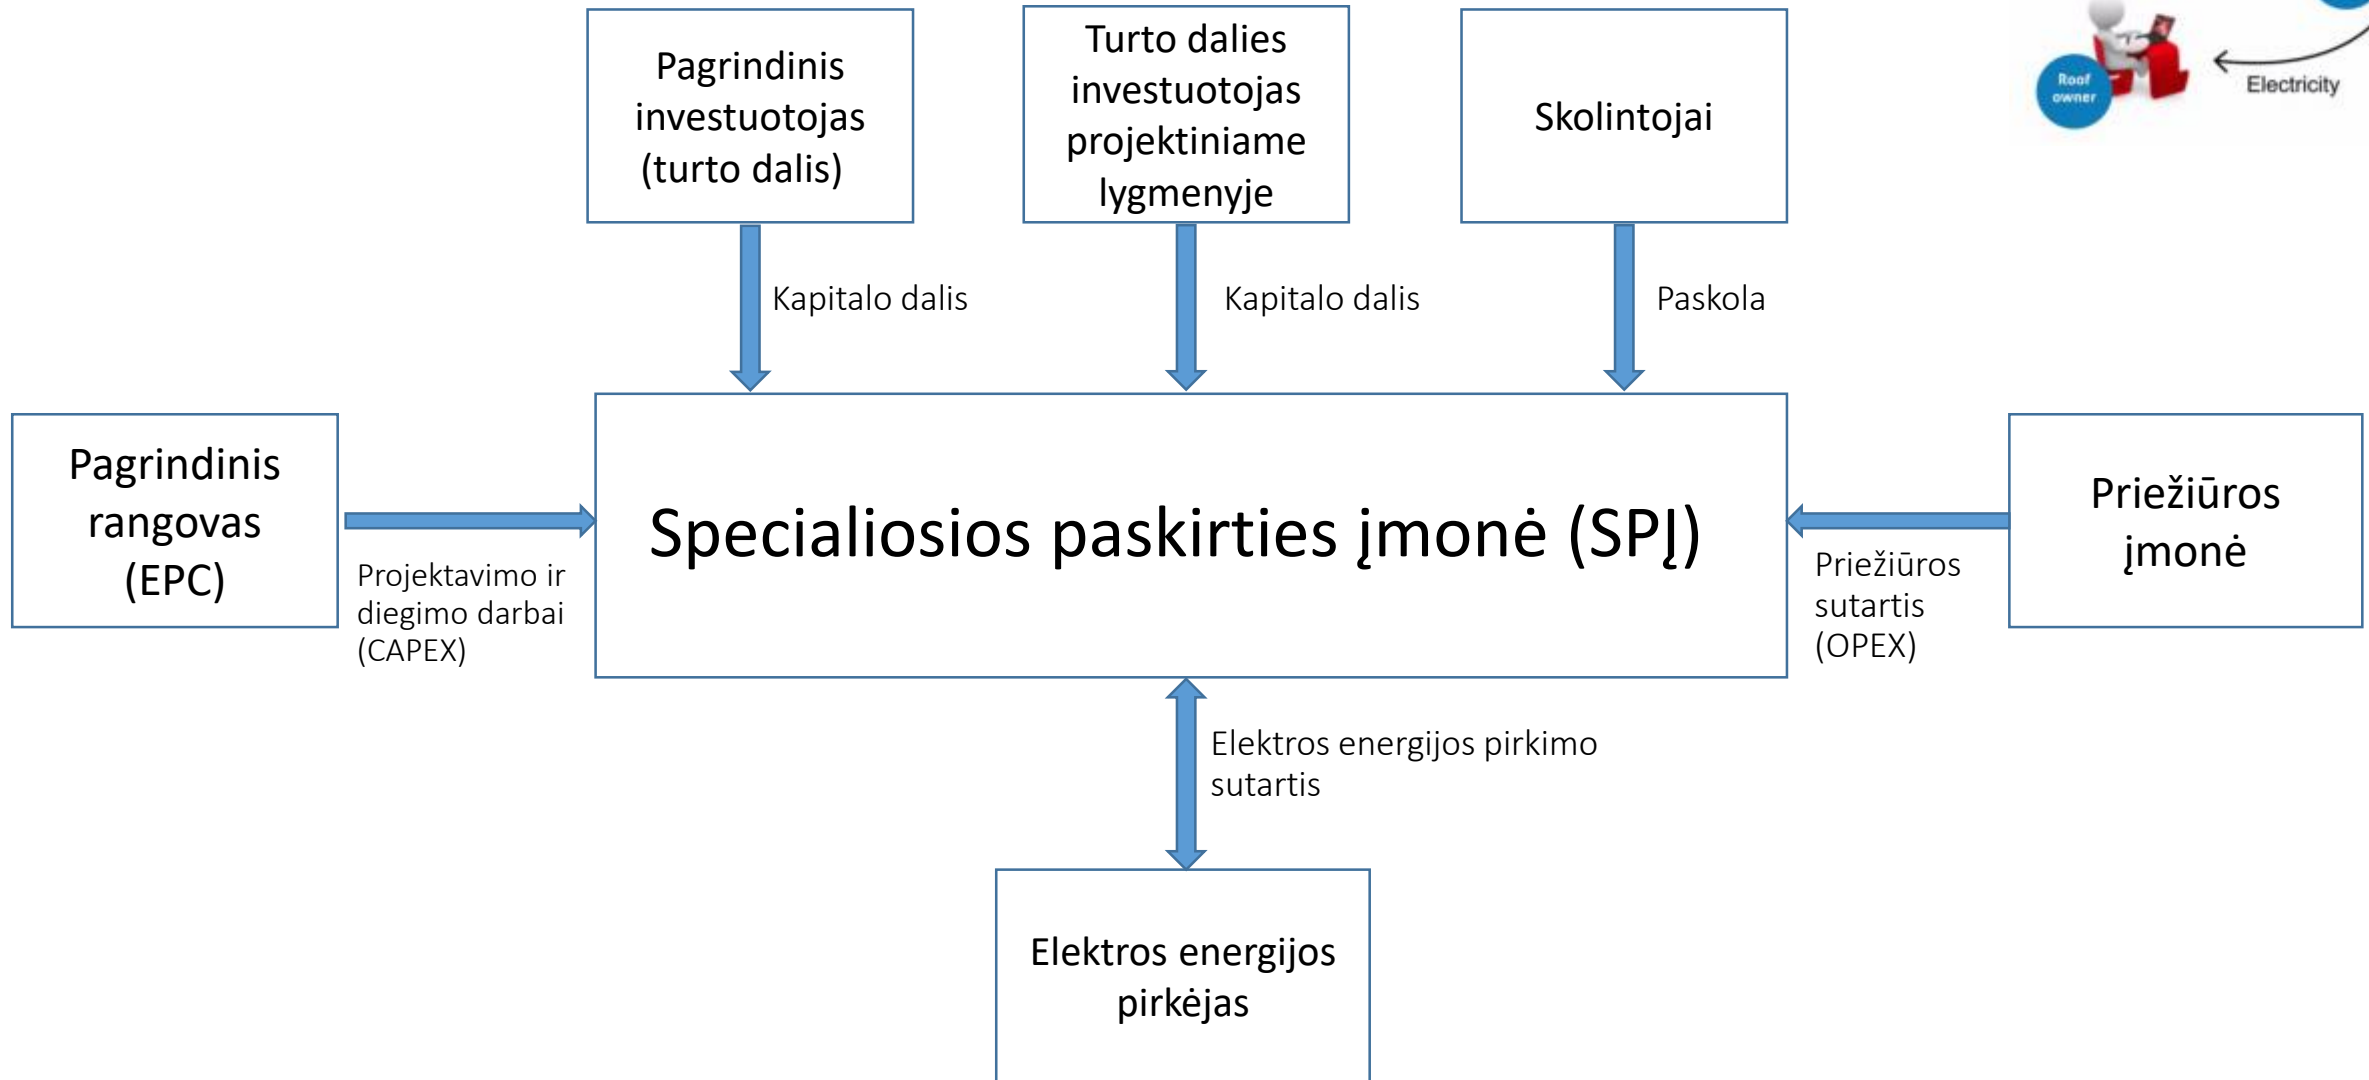 Pagrindinis
investuotojas
(turto dalis)
Turto dalies
investuotojas
projektiniame
lygmenyje
Skolintojai
Roof
owner
Electricity
Kapitalo dalis
Kapitalo dalis
Paskola
Pagrindinis
rangovas
(EPC)
Projektavimo ir
diegimo darbai
(CAPEX)
Specialiosios paskirties įmonė (SPĮ)
Priežiūros
sutartis
(OPEX)
Priežiūros
įmonė
Elektros energijos pirkimo
sutartis
Elektros energijos
pirkėjas